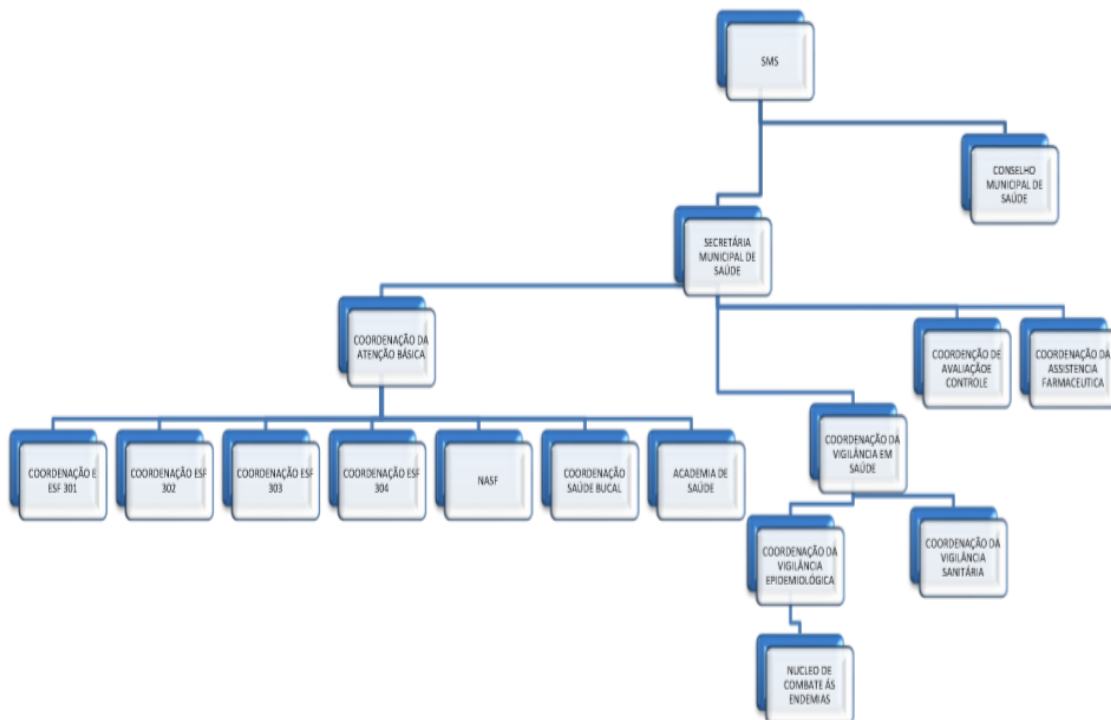 SMS
CONSELHO
MUNICIPAL DE
SAÚDE
SECRETÁRIA
MUNICIPAL DE
SAÚDE
COORDENAÇÃO DA
ATENÇÃO BÁSICA
COORDENÇÃO DE
AVALIAÇÃOE
CONTROLE
COORDENAÇÃO DA
ASSISTENCIA
FARMACEUTICA
COORDENAÇÃO E
ESF 301
COORDENAÇÃO ESF
302
COORDENAÇÃO ESF
303
COORDENAÇÃO ESF
304
NASF
COORDENAÇÃO
SAÚDE BUCAL
ACADEMIA DE
SAÚDE
COORDENAÇÃO DA
VIGILÂNCIA EM
SAÚDE
COORDENAÇÃO DA
VIGILÂNCIA
EPIDEMIOLÓGICA
COORDENAÇÃO DA
VIGILÂNCIA
SANITÁRIA
NUCLEO DE
COMBATE ÁS
ENDEMIAS